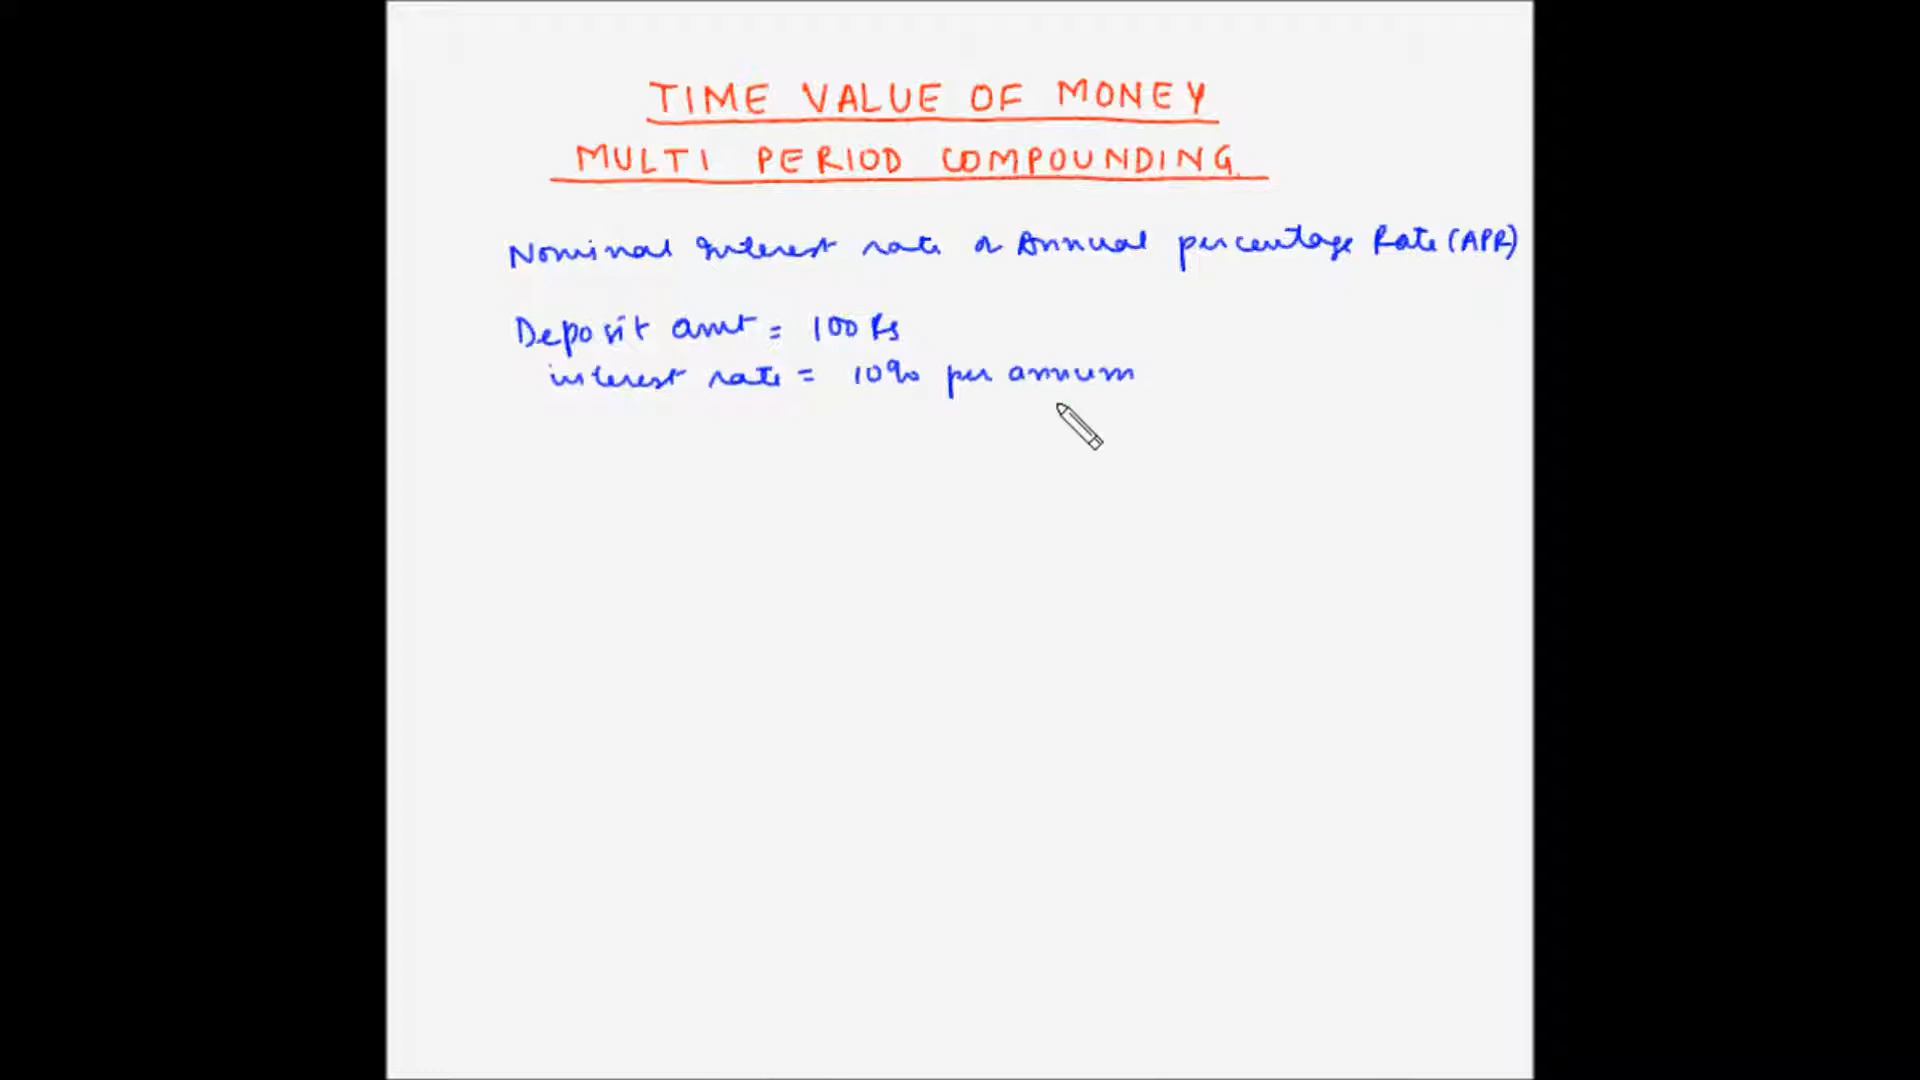 TIME VALUE OF MONEY
MULTI PERIOD COMPOUNDING
Nominal Interest rate or Annual percentage Rate (APR)
Deposit amt = 100 Rs
interest rate = 10% per annum